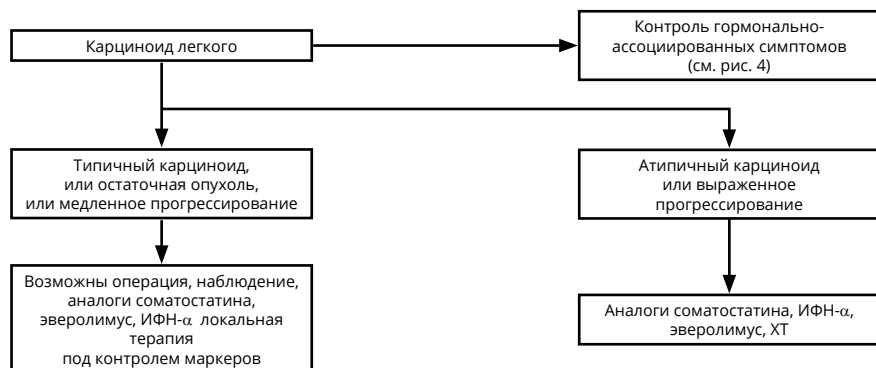 Карциноид легкого
Контроль гормонально-
ассоциированных симптомов
(см. рис. 4)
Типичный карциноид,
или остаточная опухоль,
или медленное прогрессирование
Атипичный карциноид
или выраженное
прогрессирование
Возможны операция, наблюдение,
аналоги соматостатина,
эверолимус, ИФН-α локальная
терапия
под контролем маркеров
Аналоги соматостатина, ИФН-α,
эверолимус, ХТ